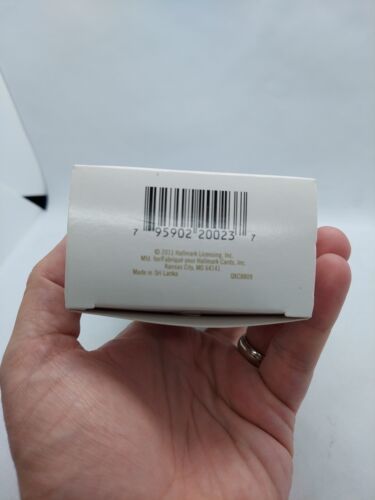 7 95902 20023 7
© 2011 Hallmark Licensing, Inc.
Mfd. for/Fabriqué pour Hallmark Cards, Inc.
Kansas City, MO 64141
Made in Sri Lanka